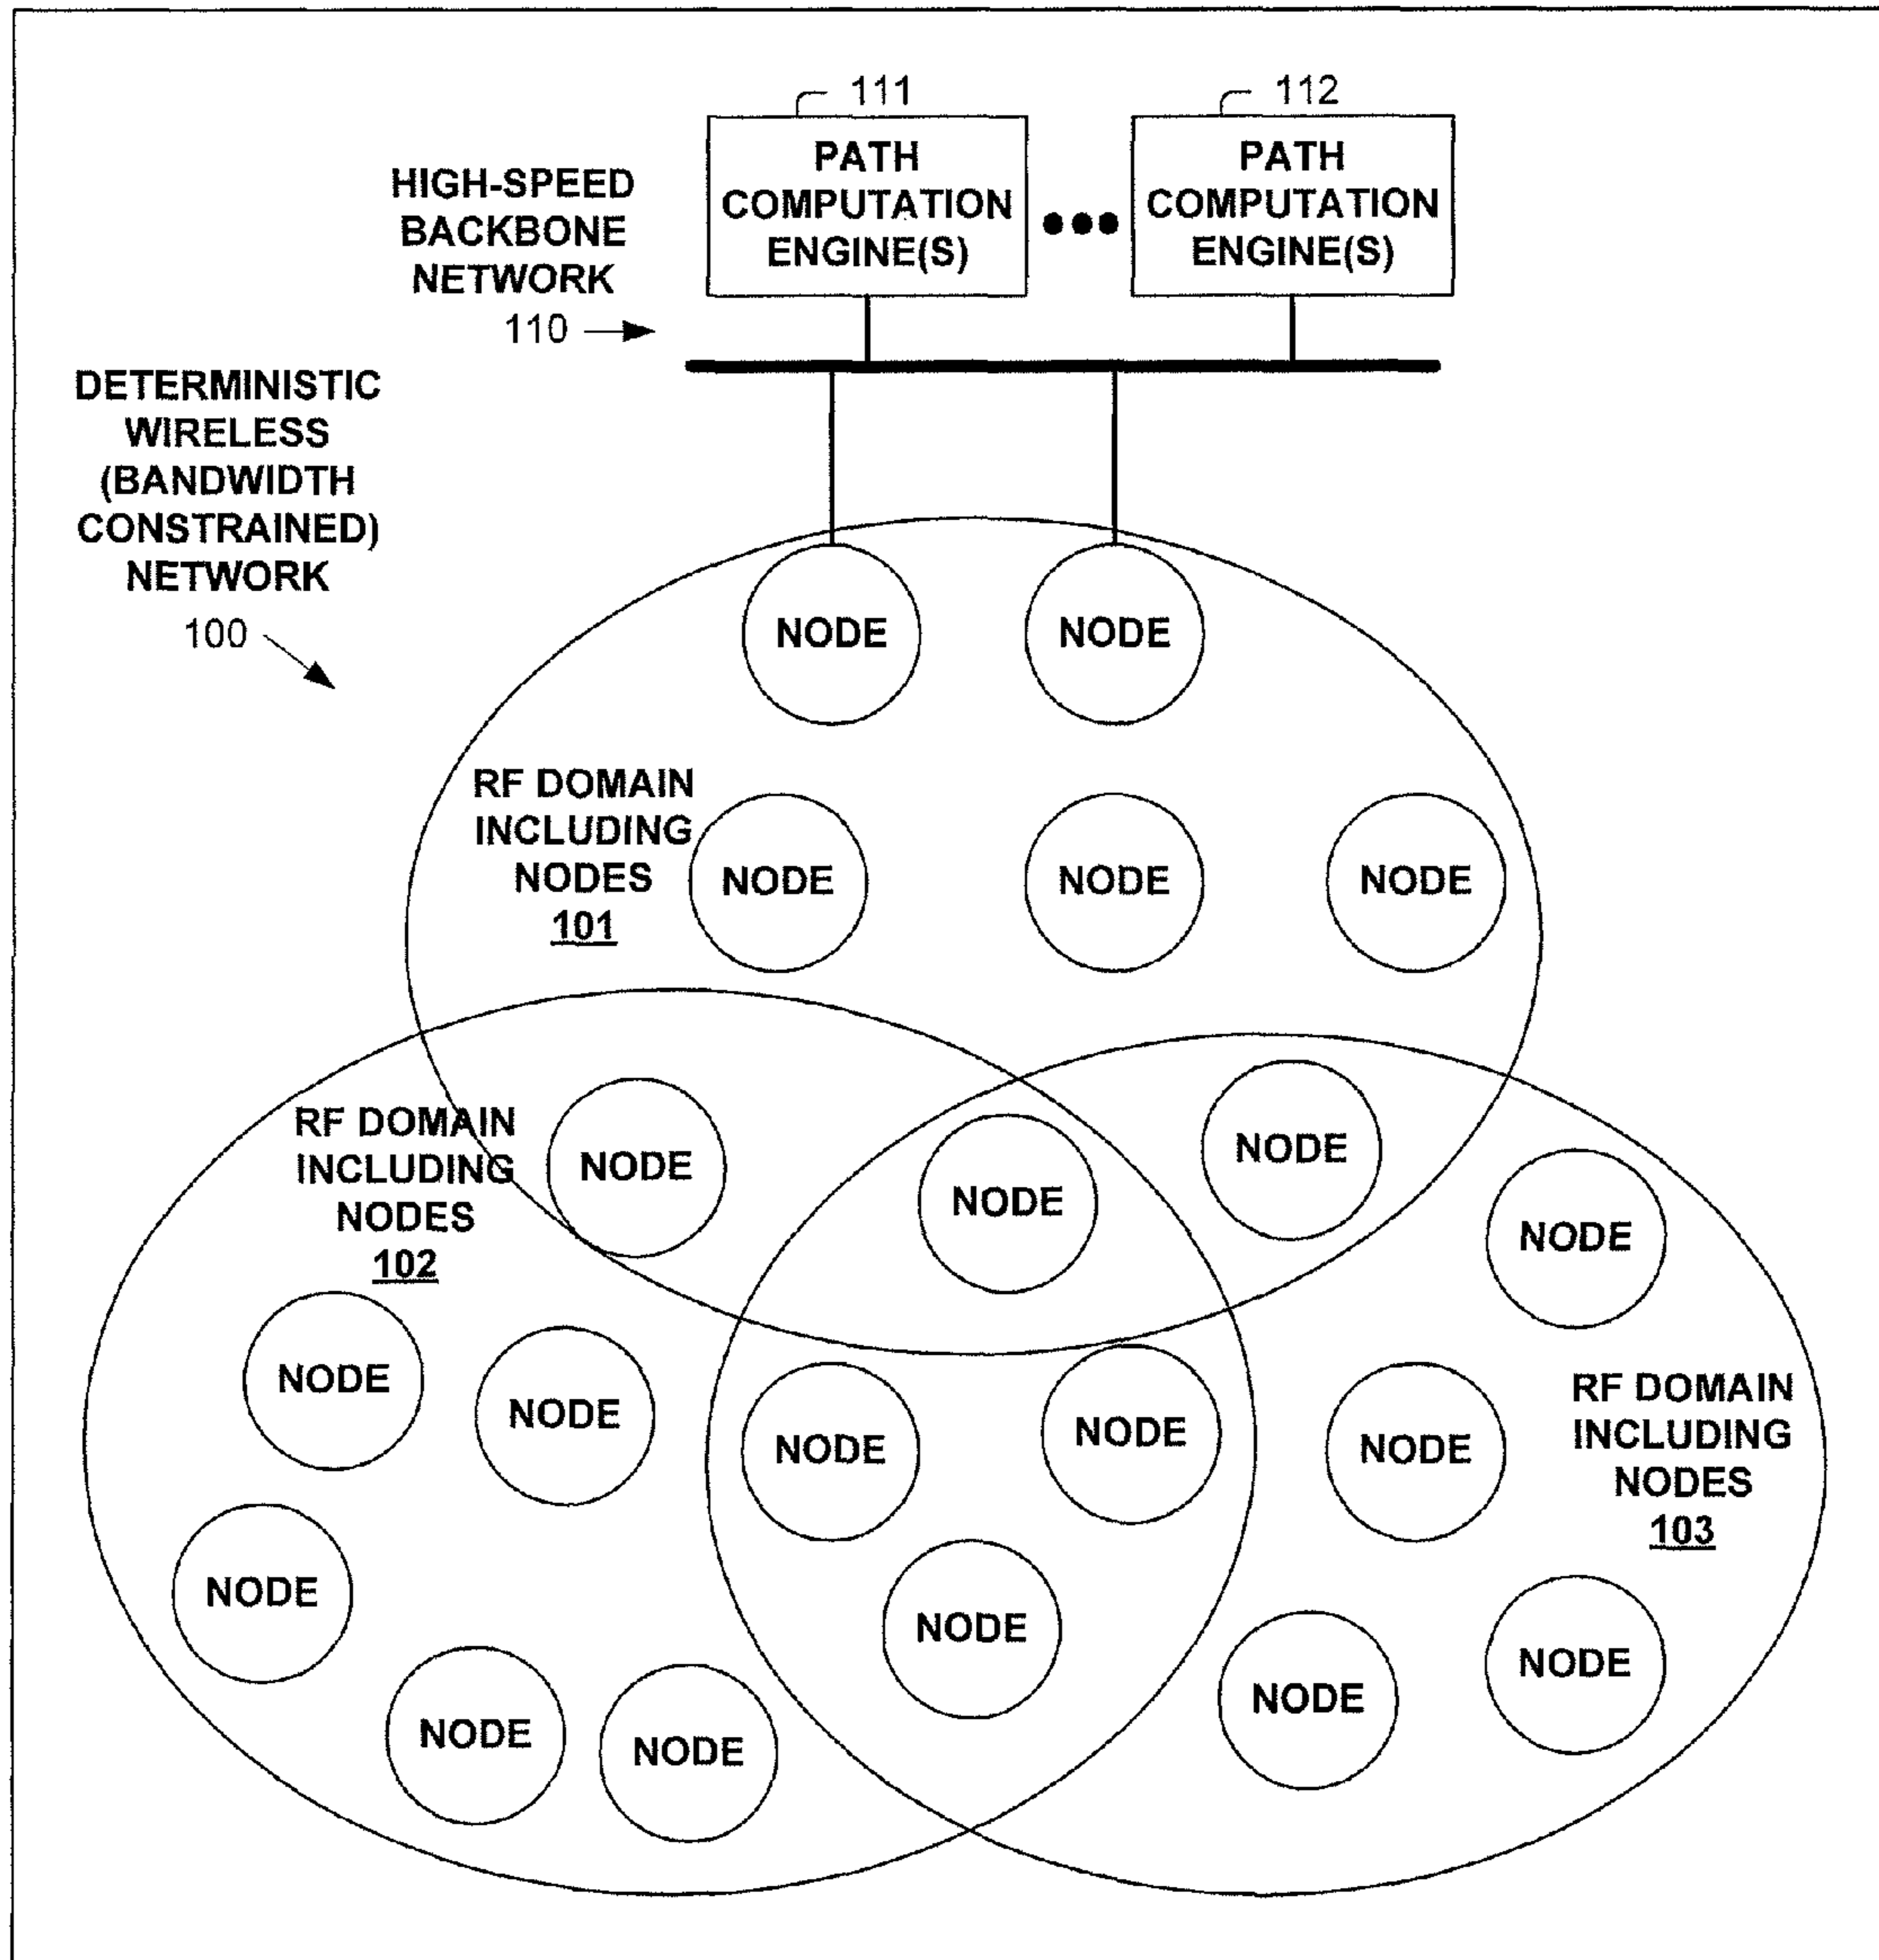 111
112
PATH
COMPUTATION
ENGINE(S)
PATH
COMPUTATION
ENGINE(S)
HIGH-SPEED
BACKBONE
NETWORK
110
DETERMINISTIC
WIRELESS
(BANDWIDTH
CONSTRAINED)
NETWORK
100
NODE
NODE
RF DOMAIN
INCLUDING
NODES
101
NODE
NODE
NODE
RF DOMAIN
INCLUDING
NODES
102
NODE
NODE
NODE
NODE
NODE
NODE
NODE
NODE
NODE
RF DOMAIN
INCLUDING
NODES
103
NODE
NODE
NODE
NODE
NODE
NODE